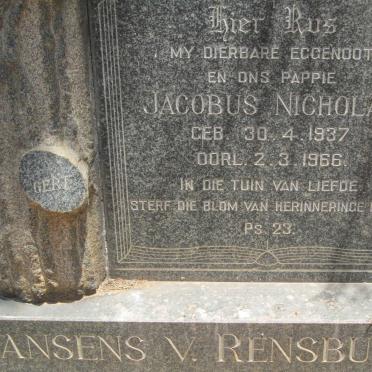 Hier Rus
MY DIERBARE EGGENOOT
EN ONS PAPPIE
JACOBUS NICHOLA
GEB. 30.4.1937
OORL. 2.3.1966.
IN DIE TUIN VAN LIEFDE
STERF DIE BLOM VAN HERINNERINGE
Ps. 23.
GERT
ANSENS V. RENSBU